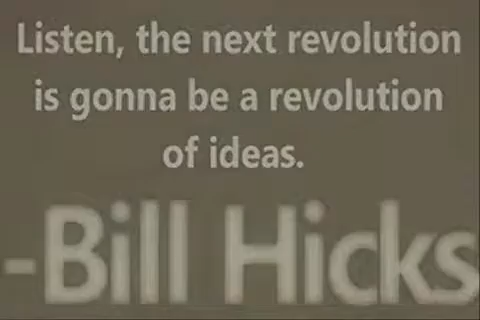 Listen, the next revolution
is gonna be a revolution
of ideas.
-Bill Hicks